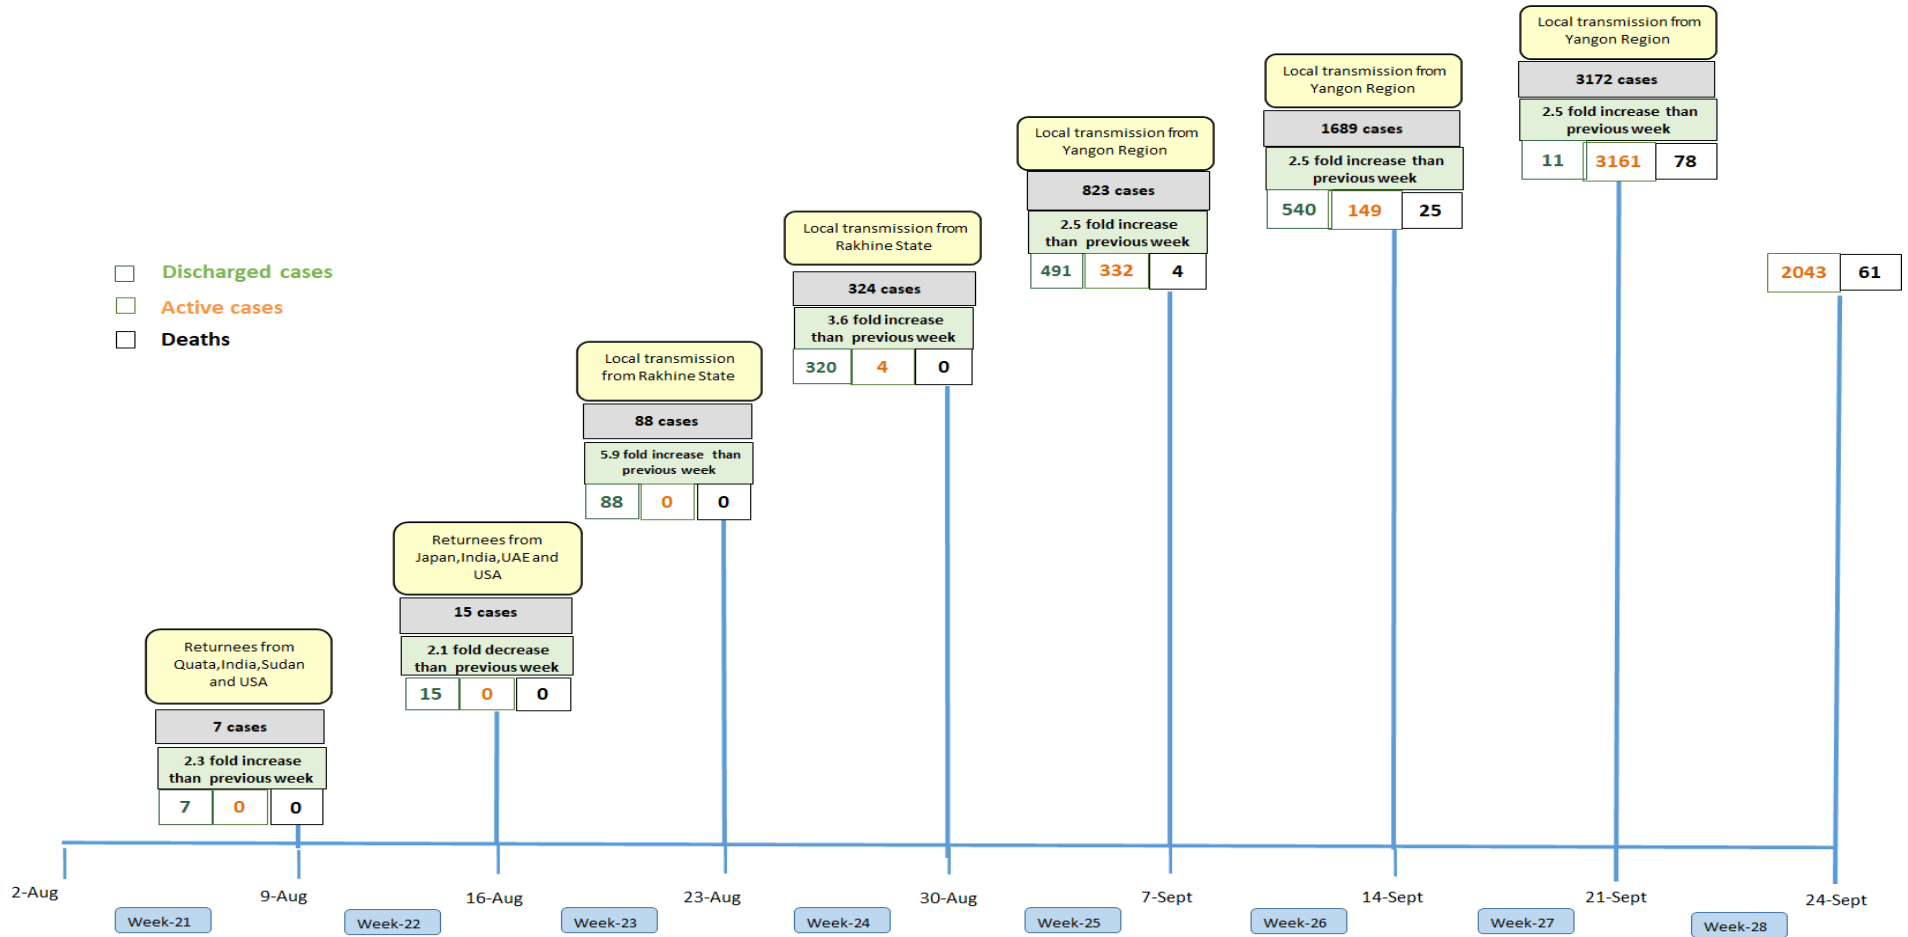 Local transmission from
Yangon Region
3172 cases
2.5 fold increase than
previous week
11 3161 78
Local transmission from
Yangon Region
1689 cases
2.5 fold increase than
previous week
540 149 25
Local transmission from
Yangon Region
823 cases
2.5 fold increase
than previous week
491 332 4
Local transmission from
Rakhine State
324 cases
3.6 fold increase
than previous week
320 4 0
2043 61
Discharged cases
Active cases
Deaths
Local transmission
from Rakhine State
88 cases
5.9 fold increase than
previous week
88 0 0
Returnees from
Japan,India,UAE and
USA
15 cases
2.1 fold decrease
than previous week
15 0 0
Returnees from
Quata,India,Sudan
and USA
7 cases
2.3 fold increase
than previous week
7 0 0
2-Aug 9-Aug 16-Aug 23-Aug 30-Aug 7-Sept 14-Sept 21-Sept 24-Sept
Week-21 Week-22 Week-23 Week-24 Week-25 Week-26 Week-27 Week-28